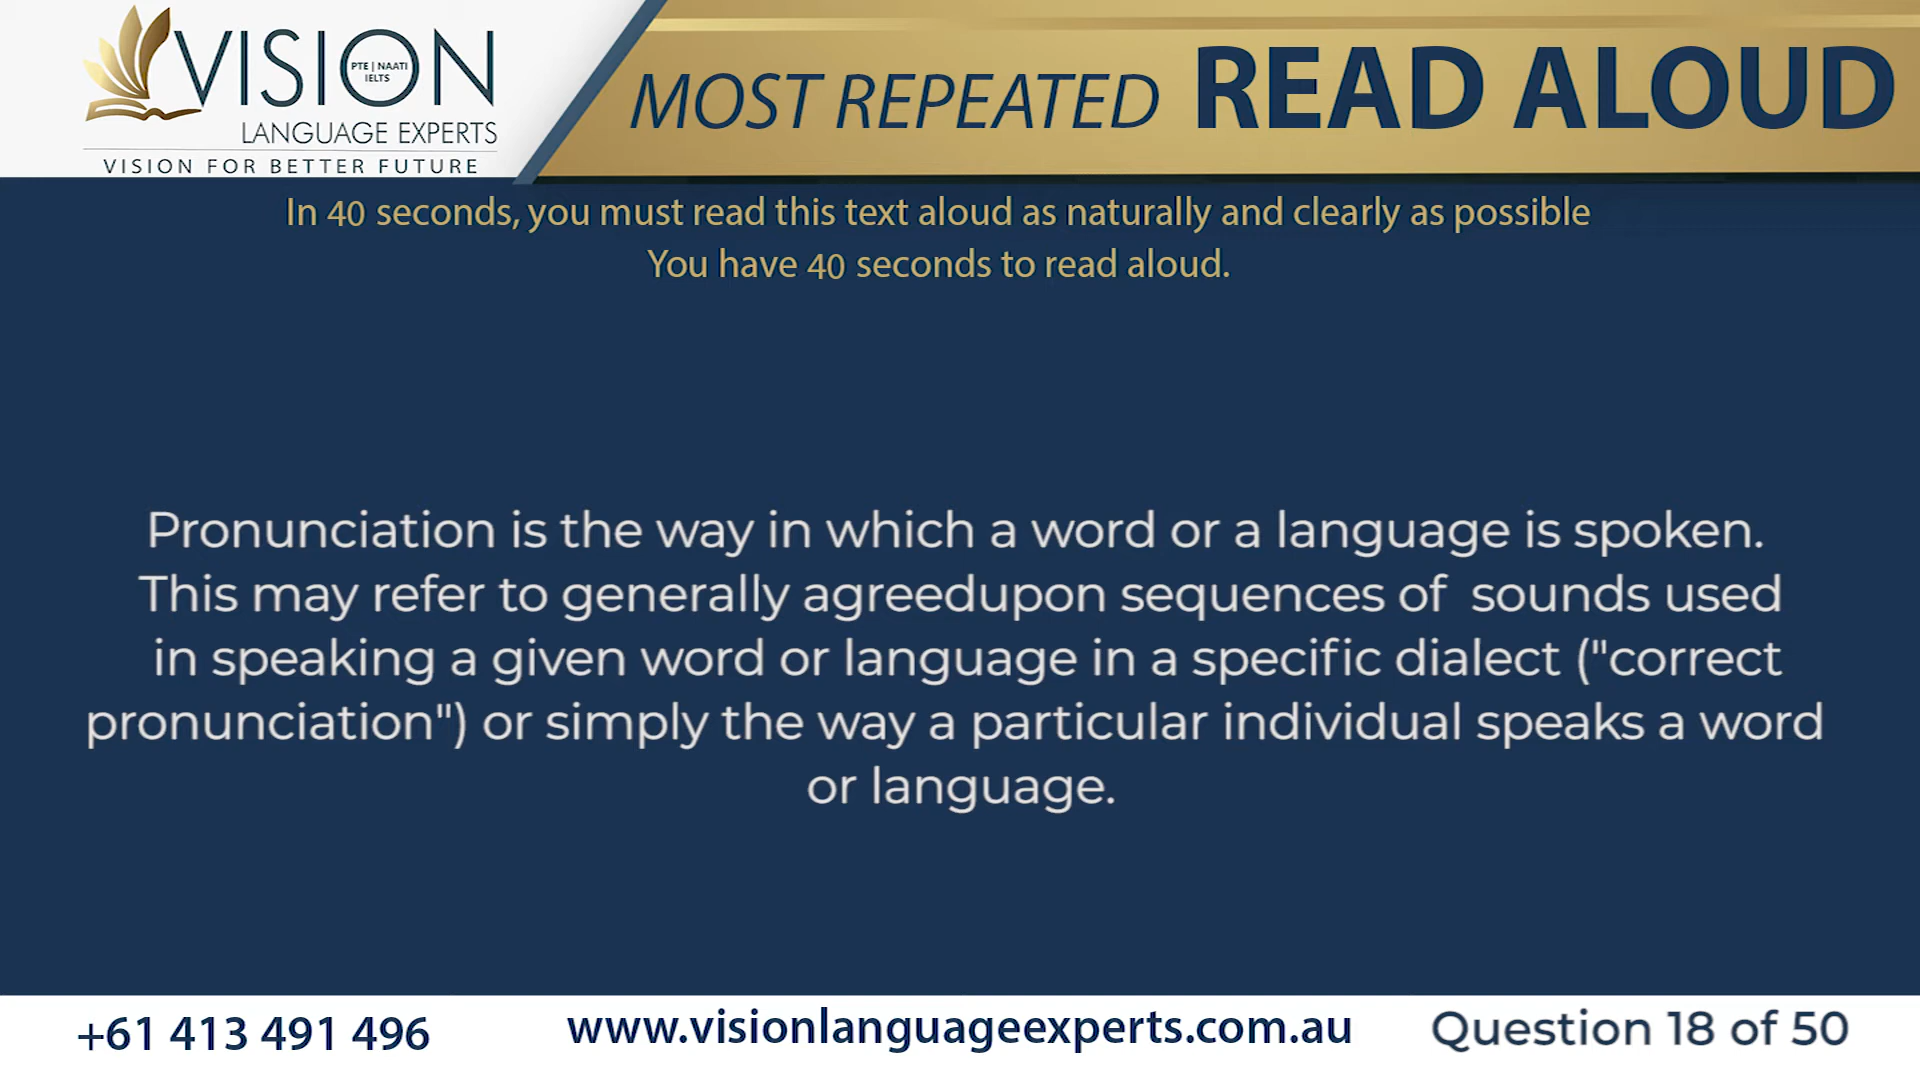 VISION
PTE | NAATI
IELTS
LANGUAGE EXPERTS
VISION FOR BETTER FUTURE
MOST REPEATED READ ALOUD
In 40 seconds, you must read this text aloud as naturally and clearly as possible
You have 40 seconds to read aloud.
Pronunciation is the way in which a word or a language is spoken.
This may refer to generally agreedupon sequences of sounds used
in speaking a given word or language in a specific dialect ("correct
pronunciation") or simply the way a particular individual speaks a word
or language.
+61 413 491 496
www.visionlanguageexperts.com.au
Question 18 of 50